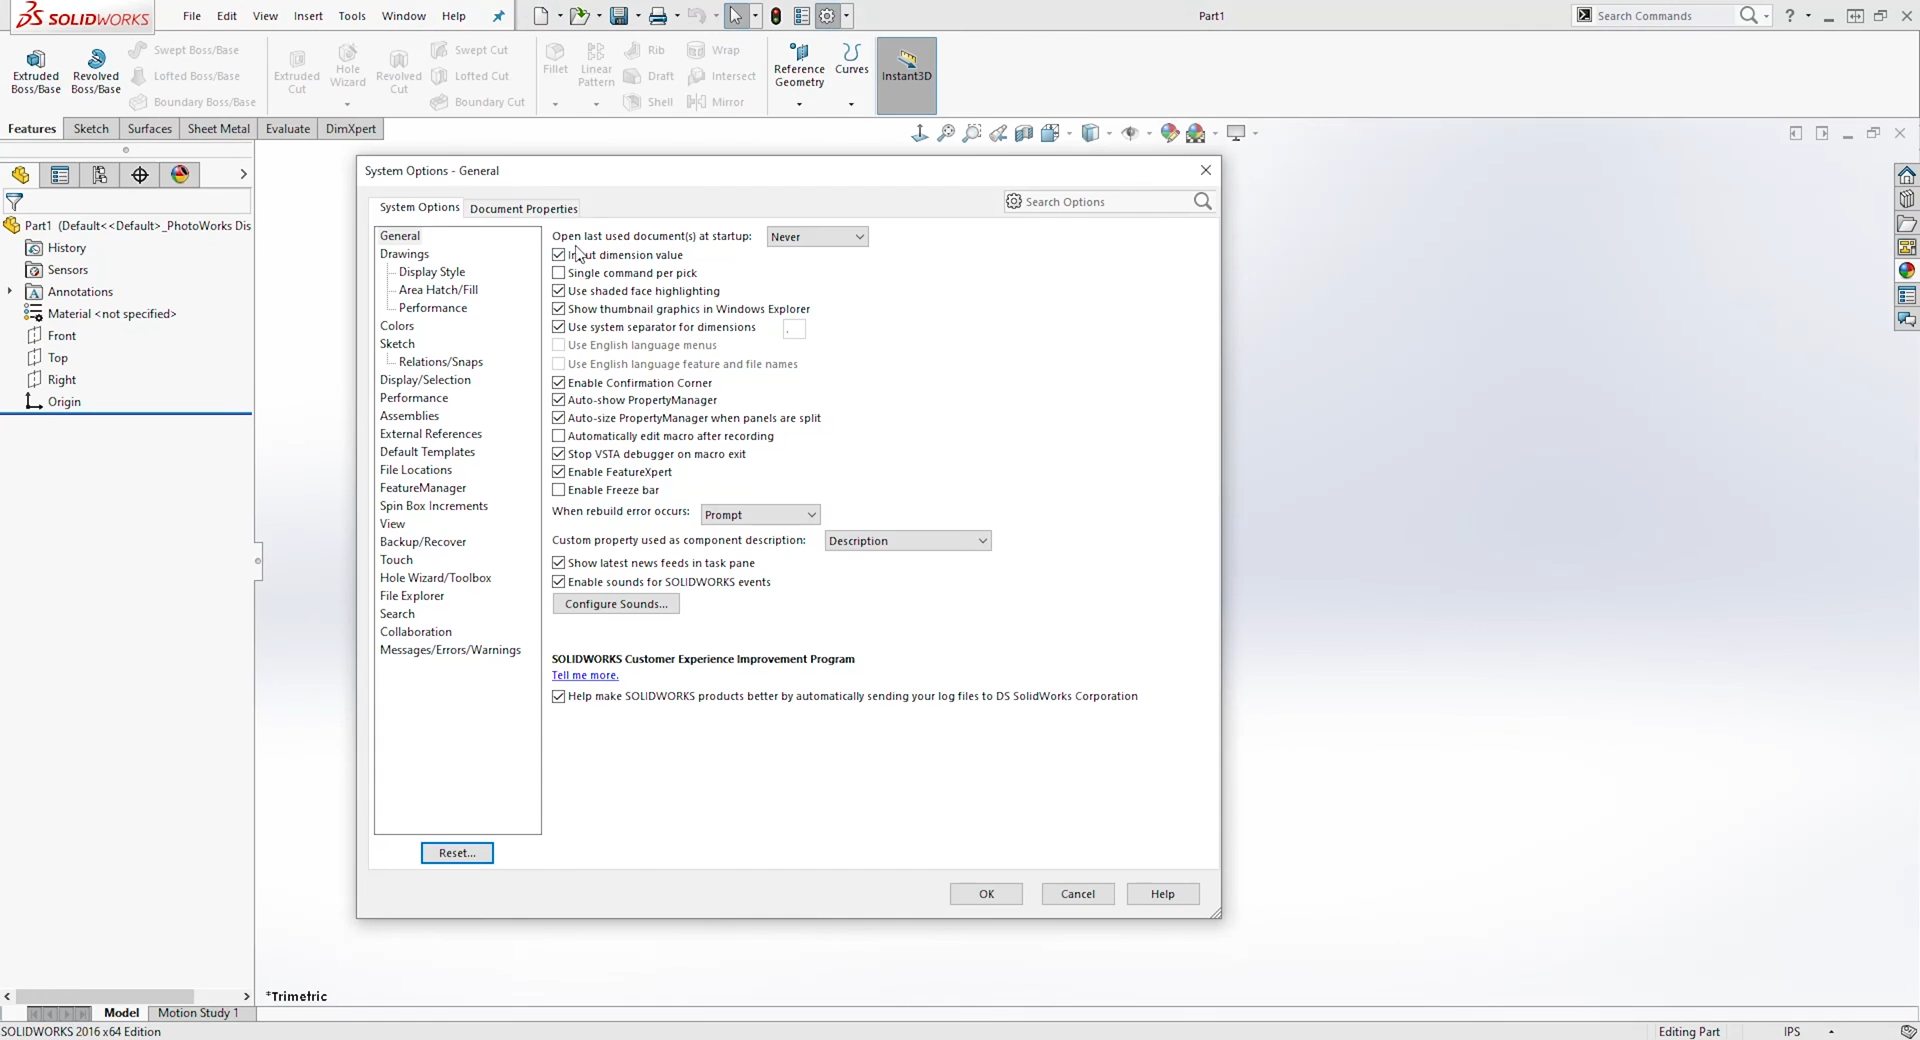 SOLIDWORKS File Edit View Insert Tools Window Help Part1 Search Commands
Extruded Boss/Base
Revolved Boss/Base
Swept Boss/Base
Lofted Boss/Base
Boundary Boss/Base
Extruded Cut
Hole Wizard
Revolved Cut
Swept Cut
Lofted Cut
Boundary Cut
Fillet
Linear Pattern
Rib
Draft
Shell
Wrap
Intersect
Mirror
Reference Geometry
Curves
Instant3D
Features Sketch Surfaces Sheet Metal Evaluate DimXpert
Part1 (Default<<Default>_PhotoWorks Dis
History
Sensors
Annotations
Material <not specified>
Front
Top
Right
Origin
System Options - General
System Options Document Properties Search Options
General
Drawings
Display Style
Area Hatch/Fill
Performance
Colors
Sketch
Relations/Snaps
Display/Selection
Performance
Assemblies
External References
Default Templates
File Locations
FeatureManager
Spin Box Increments
View
Backup/Recover
Touch
Hole Wizard/Toolbox
File Explorer
Search
Collaboration
Messages/Errors/Warnings
Reset...
Open last used document(s) at startup: Never
Input dimension value
Single command per pick
Use shaded face highlighting
Show thumbnail graphics in Windows Explorer
Use system separator for dimensions .
Use English language menus
Use English language feature and file names
Enable Confirmation Corner
Auto-show PropertyManager
Auto-size PropertyManager when panels are split
Automatically edit macro after recording
Stop VSTA debugger on macro exit
Enable FeatureXpert
Enable Freeze bar
When rebuild error occurs: Prompt
Custom property used as component description: Description
Show latest news feeds in task pane
Enable sounds for SOLIDWORKS events
Configure Sounds...
SOLIDWORKS Customer Experience Improvement Program
Tell me more.
Help make SOLIDWORKS products better by automatically sending your log files to DS SolidWorks Corporation
OK Cancel Help
*Trimetric
Model Motion Study 1
SOLIDWORKS 2016 x64 Edition Editing Part IPS